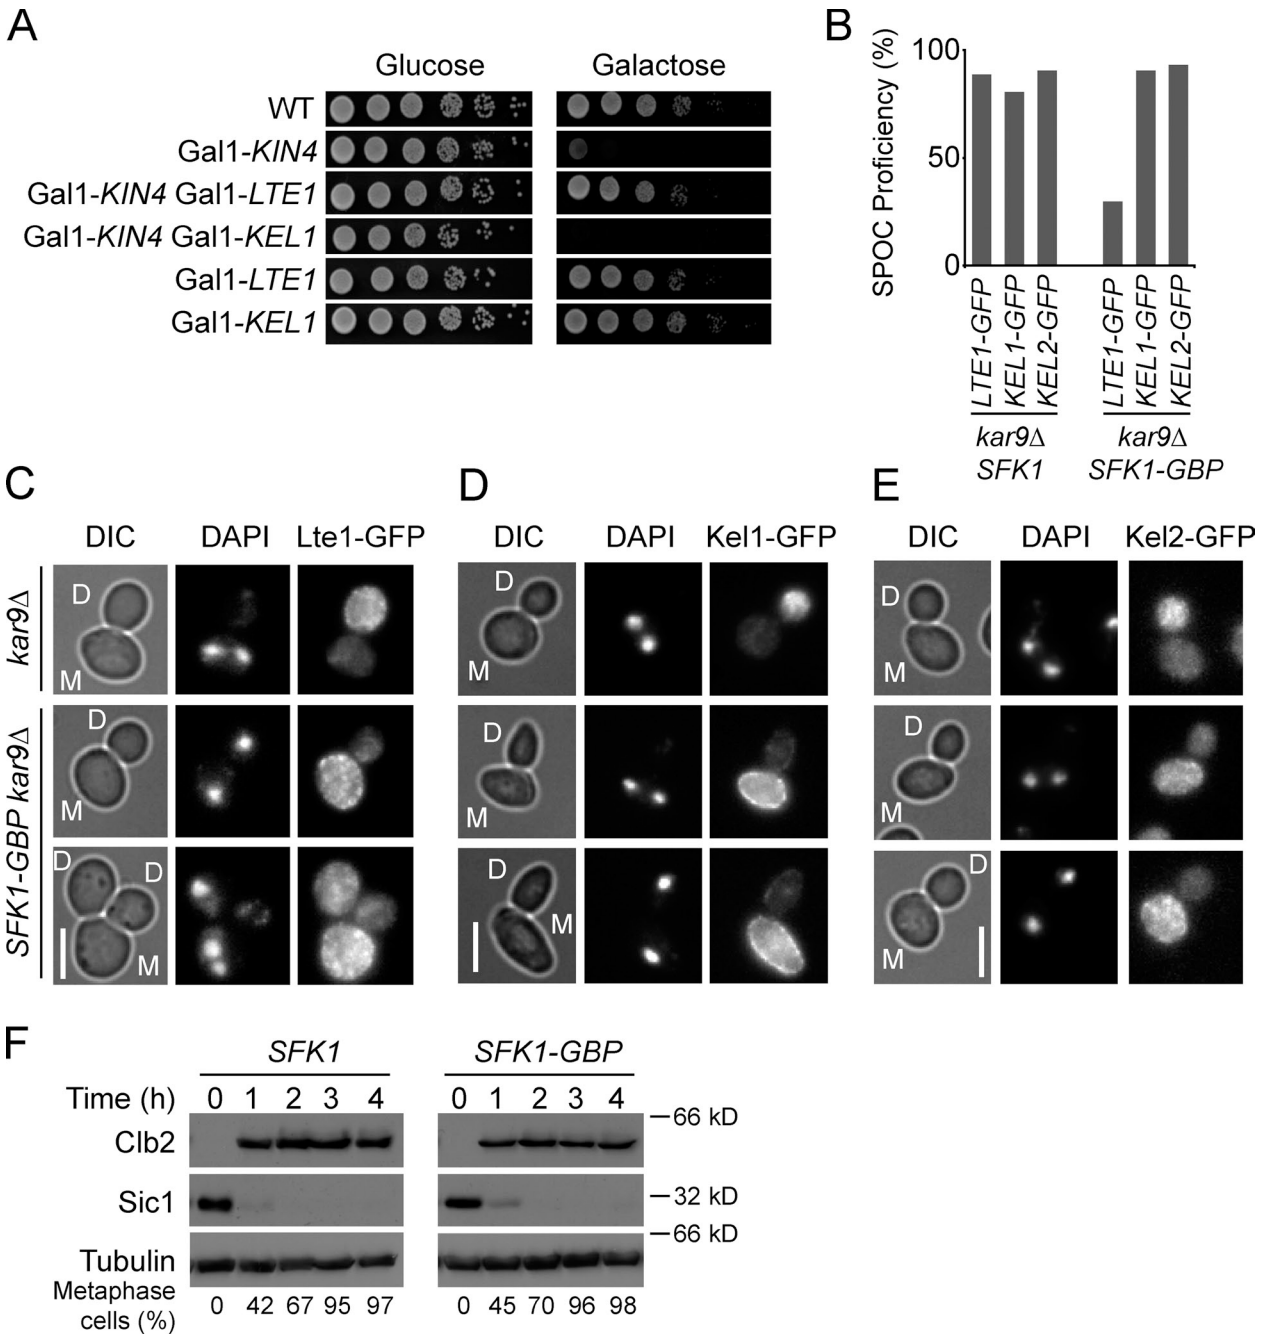 A
Glucose Galactose
WT
Gal1-KIN4
Gal1-KIN4 Gal1-LTE1
Gal1-KIN4 Gal1-KEL1
Gal1-LTE1
Gal1-KEL1
B
SPOC Proficiency (%)
100
50
0
LTE1-GFP
KEL1-GFP
KEL2-GFP
LTE1-GFP
KEL1-GFP
KEL2-GFP
kar9Δ
SFK1
kar9Δ
SFK1-GBP
C
DIC DAPI Lte1-GFP
kar9Δ
SFK1-GBP kar9Δ
D
M
D
M
D
D
M
D
DIC DAPI Kel1-GFP
D
M
D
M
D
M
E
DIC DAPI Kel2-GFP
D
M
D
M
D
M
F
SFK1 SFK1-GBP
Time (h) 0 1 2 3 4 0 1 2 3 4
66 kD
Clb2
Sic1 32 kD
66 kD
Tubulin
Metaphase
cells (%) 0 42 67 95 97 0 45 70 96 98